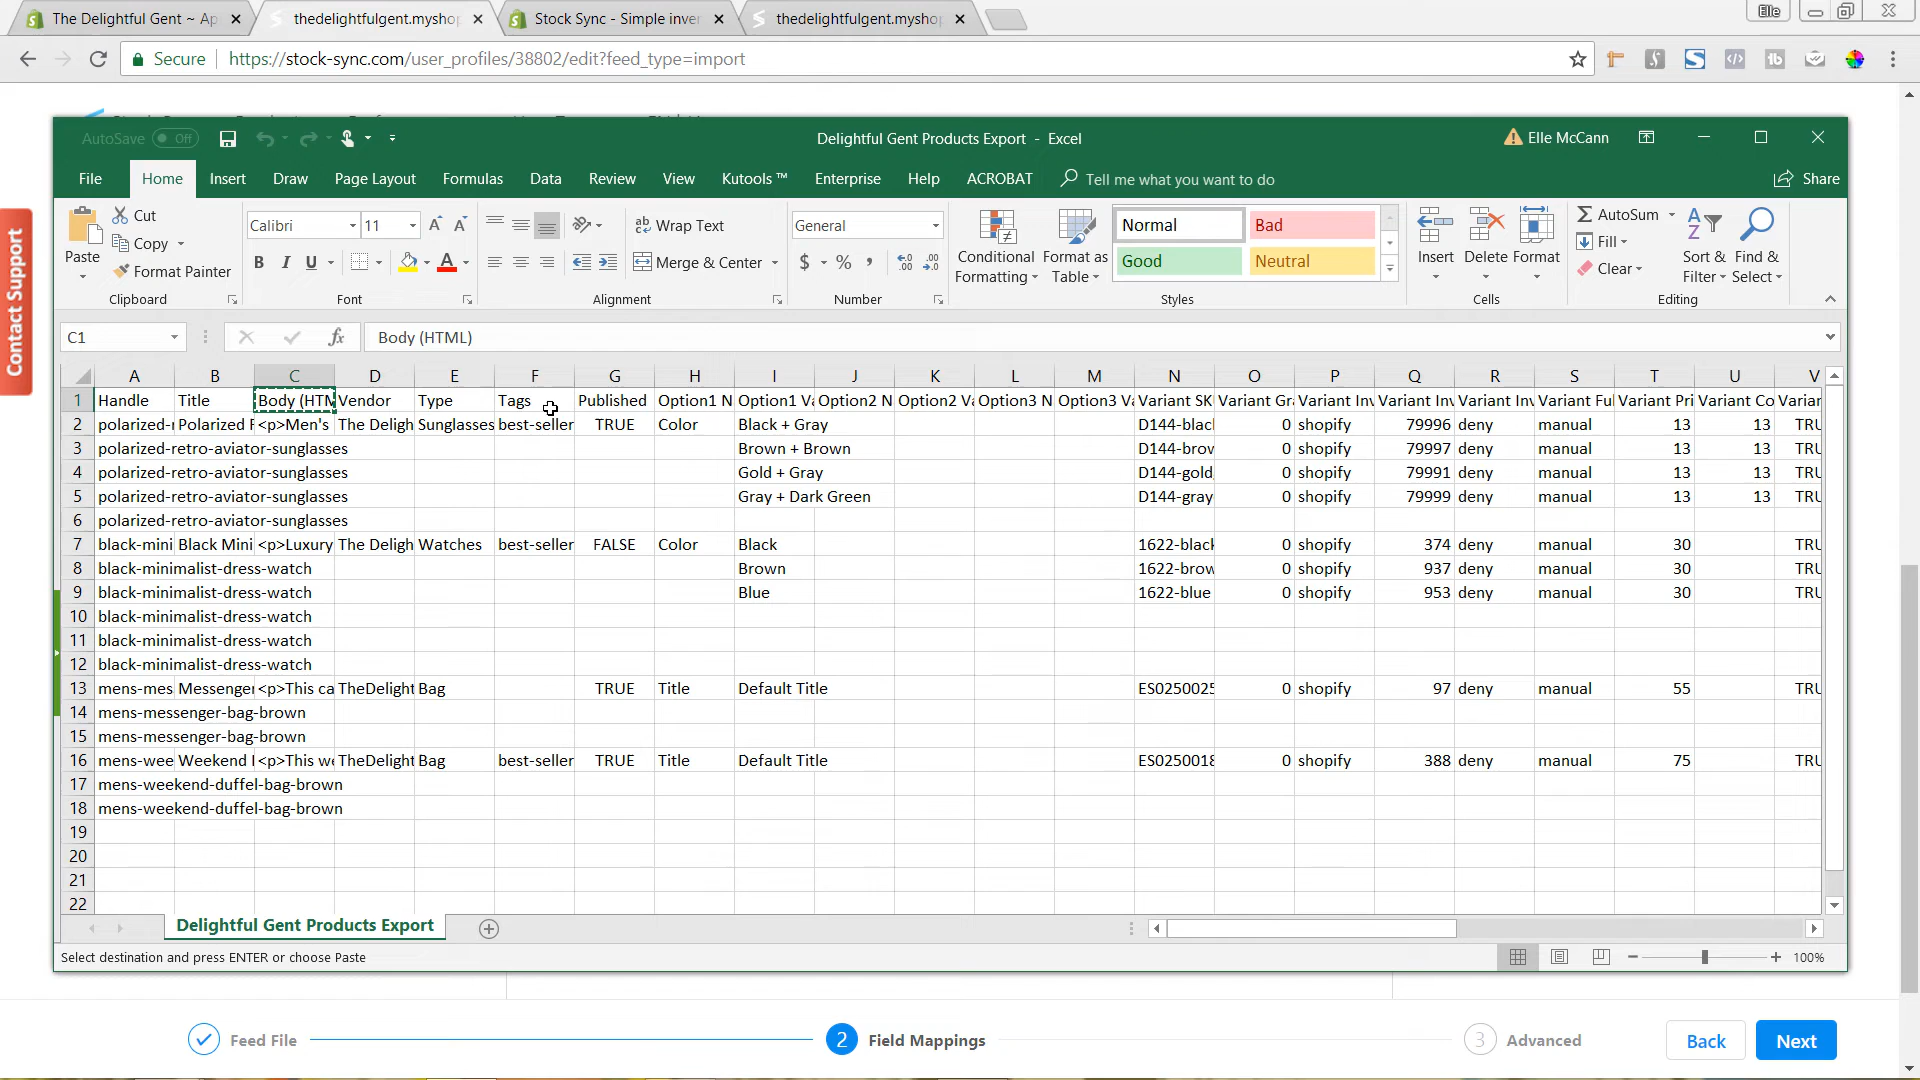 The Delightful Gent ~ Ap
thedelightfulgent.myshop
Stock Sync - Simple inver
thedelightfulgent.myshop
Elle
Secure
https://stock-sync.com/user_profiles/38802/edit?feed_type=import
Contact Support
AutoSave Off
Delightful Gent Products Export - Excel
Elle McCann
File Home Insert Draw Page Layout Formulas Data Review View Kutools ™ Enterprise Help ACROBAT Tell me what you want to do Share
Paste
Cut
Copy
Format Painter
Clipboard
Calibri 11
B I U
Font
Wrap Text
Merge & Center
Alignment
General
$ % ,
Number
Conditional Formatting
Format as Table
Normal Bad
Good Neutral
Styles
Insert Delete Format
Cells
AutoSum
Fill
Clear
Sort & Filter
Find & Select
Editing
C1 fx Body (HTML)
A B C D E F G H I J K L M N O P Q R S T U V
1 Handle Title Body (HTM Vendor Type Tags Published Option1 N Option1 Va Option2 N Option2 Va Option3 N Option3 Va Variant SKU Variant Gra Variant Inv Variant Inv Variant Inv Variant Ful Variant Pri Variant Co Varian
2 polarized-r Polarized R <p>Men's The Deligh Sunglasses best-seller TRUE Color Black + Gray D144-black 0 shopify 79996 deny manual 13 13 TRU
3 polarized-retro-aviator-sunglasses Brown + Brown D144-brow 0 shopify 79997 deny manual 13 13 TRU
4 polarized-retro-aviator-sunglasses Gold + Gray D144-gold 0 shopify 79991 deny manual 13 13 TRU
5 polarized-retro-aviator-sunglasses Gray + Dark Green D144-gray 0 shopify 79999 deny manual 13 13 TRU
6 polarized-retro-aviator-sunglasses
7 black-mini Black Mini <p>Luxury The Deligh Watches best-seller FALSE Color Black 1622-black 0 shopify 374 deny manual 30 TRU
8 black-minimalist-dress-watch Brown 1622-brow 0 shopify 937 deny manual 30 TRU
9 black-minimalist-dress-watch Blue 1622-blue 0 shopify 953 deny manual 30 TRU
10 black-minimalist-dress-watch
11 black-minimalist-dress-watch
12 black-minimalist-dress-watch
13 mens-mes Messenger <p>This ca TheDelight Bag TRUE Title Default Title ES0250025 0 shopify 97 deny manual 55 TRU
14 mens-messenger-bag-brown
15 mens-messenger-bag-brown
16 mens-wee Weekend <p>This we TheDelight Bag best-seller TRUE Title Default Title ES0250018 0 shopify 388 deny manual 75 TRU
17 mens-weekend-duffel-bag-brown
18 mens-weekend-duffel-bag-brown
19
20
21
22
Delightful Gent Products Export
Select destination and press ENTER or choose Paste
100%
Feed File
2 Field Mappings
3 Advanced
Back
Next